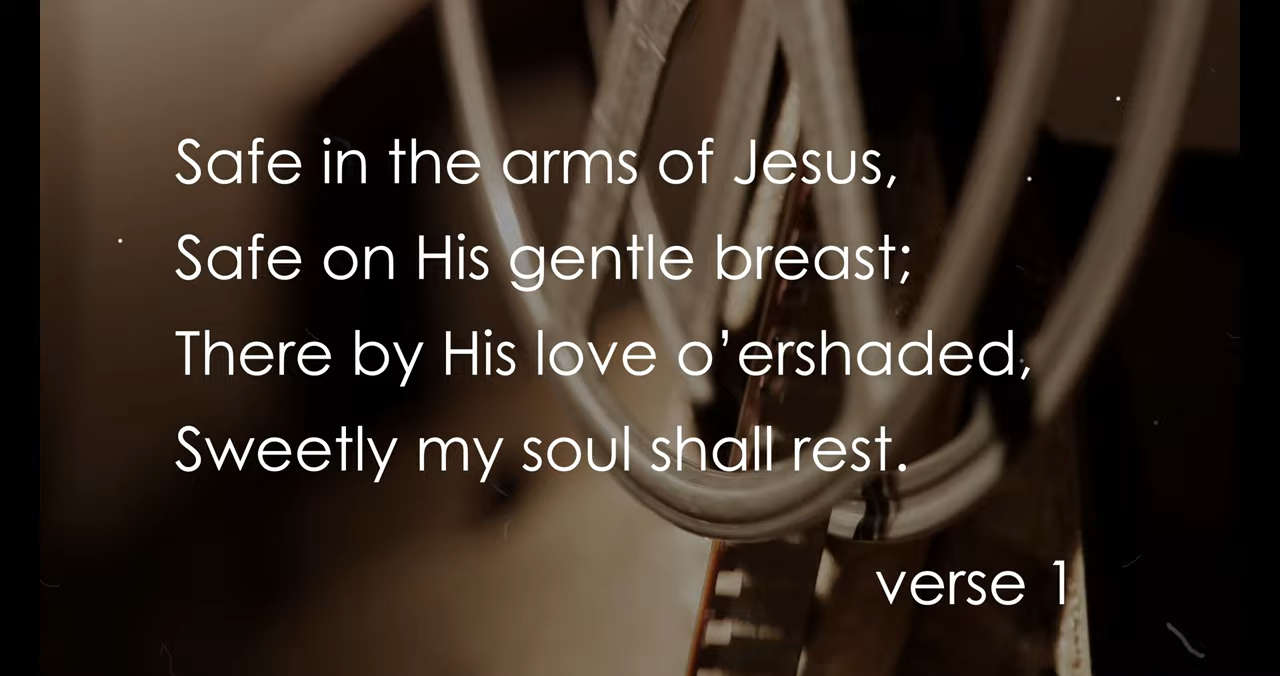 Safe in the arms of Jesus,
Safe on His gentle breast;
There by His love o’ershaded,
Sweetly my soul shall rest.
verse 1